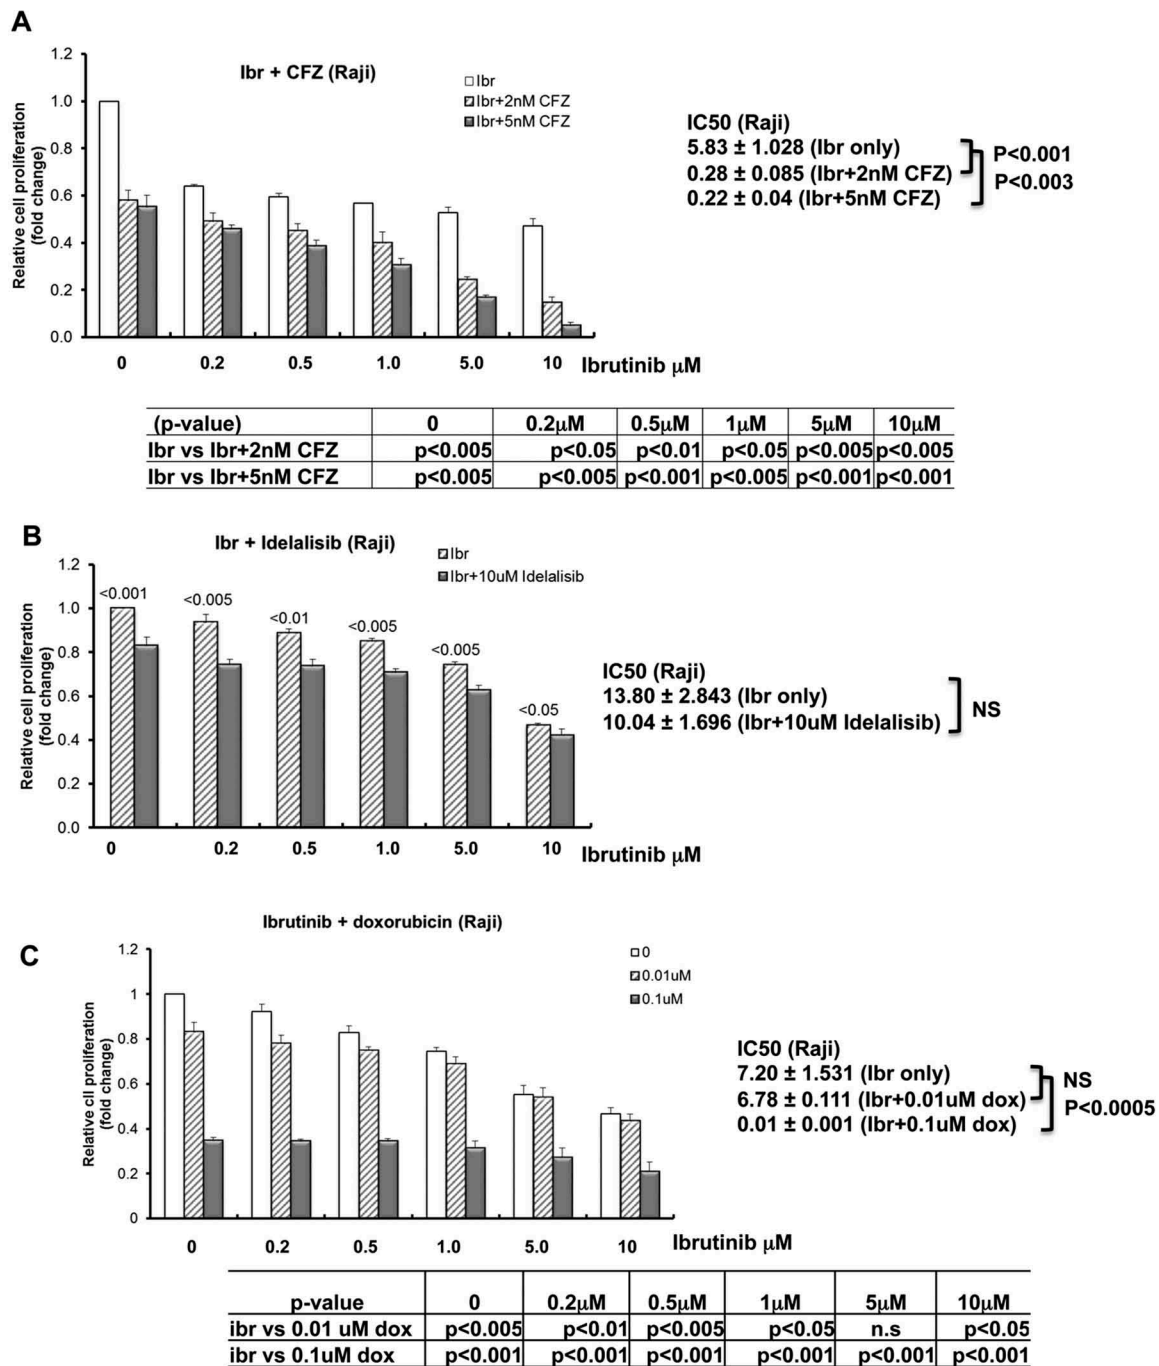 A
Ibr + CFZ (Raji)
Ibr
Ibr+2nM CFZ
Ibr+5nM CFZ
Relative cell proliferation
(fold change)
1.2
1.0
0.8
0.6
0.4
0.2
0.0
0 0.2 0.5 1.0 5.0 10 Ibrutinib μM
IC50 (Raji)
5.83 ± 1.028 (Ibr only)
0.28 ± 0.085 (Ibr+2nM CFZ)
0.22 ± 0.04 (Ibr+5nM CFZ)
P<0.001
P<0.003
(p-value) 0 0.2μM 0.5μM 1μM 5μM 10μM
Ibr vs Ibr+2nM CFZ p<0.005 p<0.05 p<0.01 p<0.05 p<0.005 p<0.005
Ibr vs Ibr+5nM CFZ p<0.005 p<0.005 p<0.001 p<0.005 p<0.001 p<0.001
B
Ibr + Idelalisib (Raji)
Ibr
Ibr+10uM Idelalisib
Relative cell proliferation
(fold change)
1.2
1.0
0.8
0.6
0.4
0.2
0.0
<0.001
<0.005
<0.01
<0.005
<0.005
<0.05
0 0.2 0.5 1.0 5.0 10 Ibrutinib μM
IC50 (Raji)
13.80 ± 2.843 (Ibr only)
10.04 ± 1.696 (Ibr+10uM Idelalisib)
NS
C
Ibrutinib + doxorubicin (Raji)
0
0.01uM
0.1uM
Relative cll proliferation
(fold change)
1.2
1
0.8
0.6
0.4
0.2
0
0 0.2 0.5 1.0 5.0 10 Ibrutinib μM
IC50 (Raji)
7.20 ± 1.531 (Ibr only)
6.78 ± 0.111 (Ibr+0.01uM dox)
0.01 ± 0.001 (Ibr+0.1uM dox)
NS
P<0.0005
p-value 0 0.2μM 0.5μM 1μM 5μM 10μM
ibr vs 0.01 uM dox p<0.005 p<0.01 p<0.005 p<0.05 n.s p<0.05
ibr vs 0.1uM dox p<0.001 p<0.001 p<0.001 p<0.001 p<0.001 p<0.001